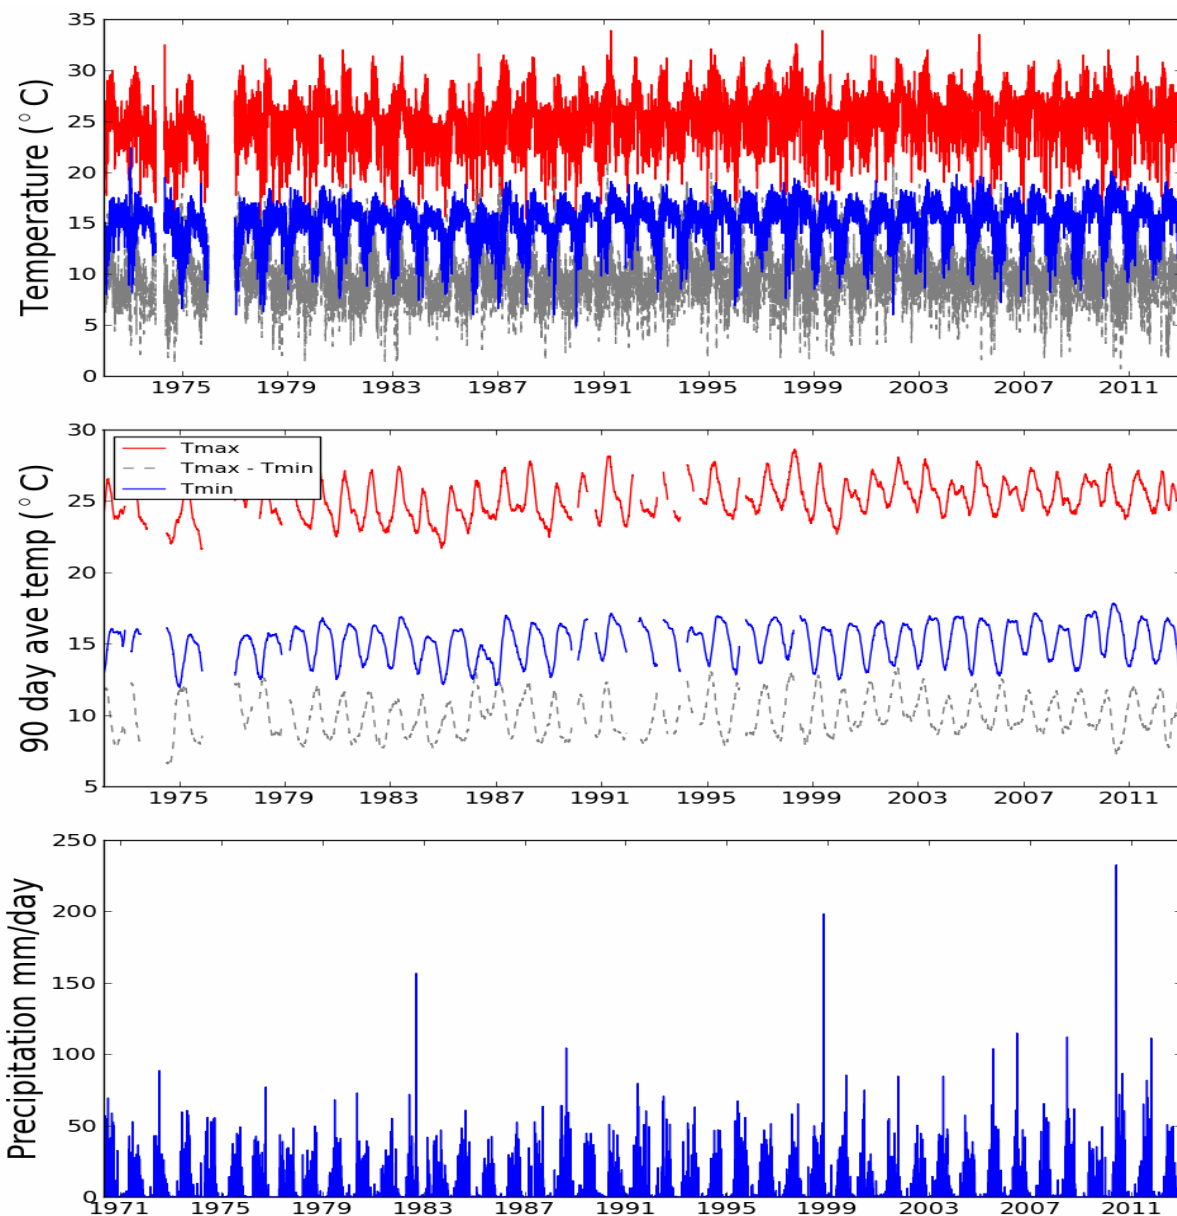 Temperature (°C)
35
30
25
20
15
10
5
0
1975 1979 1983 1987 1991 1995 1999 2003 2007 2011
90 day ave temp (°C)
30
25
20
15
10
5
Tmax
Tmax - Tmin
Tmin
1975 1979 1983 1987 1991 1995 1999 2003 2007 2011
Precipitation mm/day
250
200
150
100
50
0
1971 1975 1979 1983 1987 1991 1995 1999 2003 2007 2011